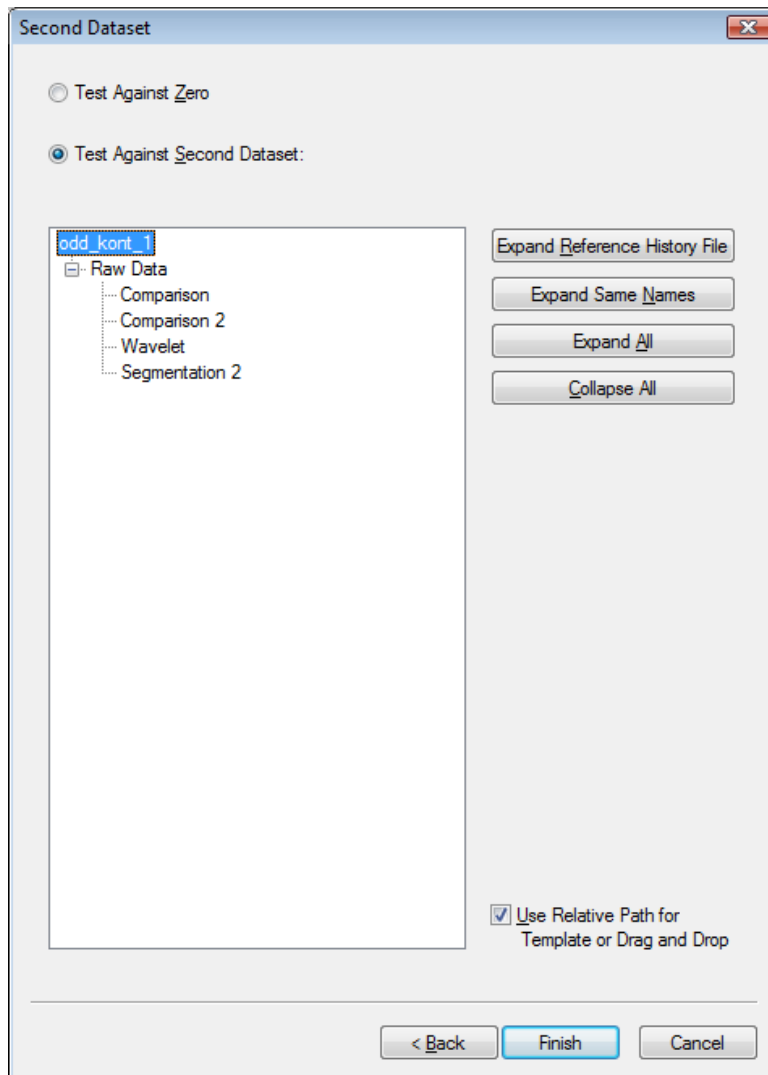 Second Dataset
Test Against Zero
Test Against Second Dataset:
odd_kont_1
Raw Data
Comparison
Comparison 2
Wavelet
Segmentation 2
Expand Reference History File
Expand Same Names
Expand All
Collapse All
Use Relative Path for
Template or Drag and Drop
< Back
Finish
Cancel